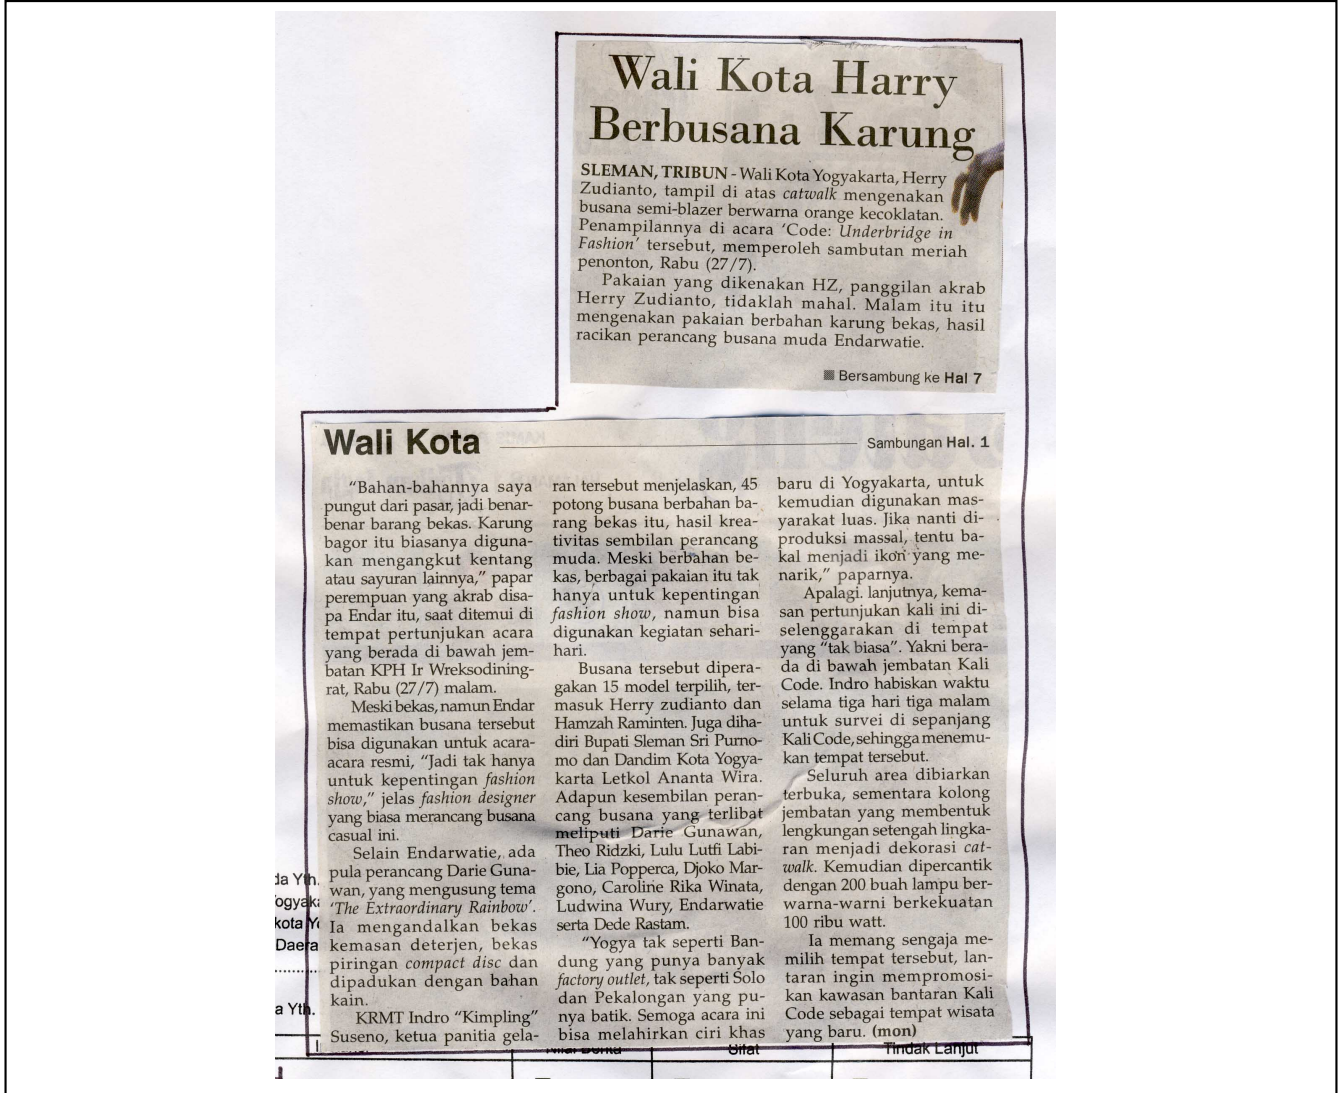 Wali Kota Harry
Berbusana Karung
SLEMAN, TRIBUN - Wali Kota Yogyakarta, Herry
Zudianto, tampil di atas catwalk mengenakan
busana semi-blazer berwarna orange kecoklatan.
Penampilannya di acara 'Code: Underbridge in
Fashion' tersebut, memperoleh sambutan meriah
penonton, Rabu (27/7).
Pakaian yang dikenakan HZ, panggilan akrab
Herry Zudianto, tidaklah mahal. Malam itu itu
mengenakan pakaian berbahan karung bekas, hasil
racikan perancang busana muda Endarwatie.
Bersambung ke Hal 7
Wali Kota
Sambungan Hal. 1
"Bahan-bahannya saya
pungut dari pasar, jadi benar-
benar barang bekas. Karung
bagor itu biasanya diguna-
kan mengangkut kentang
atau sayuran lainnya," papar
perempuan yang akrab disa-
pa Endar itu, saat ditemui di
tempat pertunjukan acara
yang berada di bawah jem-
batan KPH Ir Wreksodining-
rat, Rabu (27/7) malam.
Meski bekas, namun Endar
memastikan busana tersebut
bisa digunakan untuk acara-
acara resmi, "Jadi tak hanya
untuk kepentingan fashion
show," jelas fashion designer
yang biasa merancang busana
casual ini.
Selain Endarwatie, ada
pula perancang Darie Guna-
wan, yang mengusung tema
'The Extraordinary Rainbow'.
Ia mengandalkan bekas
kemasan deterjen, bekas
piringan compact disc dan
dipadukan dengan bahan
kain.
KRMT Indro "Kimpling"
Suseno, ketua panitia gela-
ran tersebut menjelaskan, 45
potong busana berbahan ba-
rang bekas itu, hasil krea-
tivitas sembilan perancang
muda. Meski berbahan be-
kas, berbagai pakaian itu tak
hanya untuk kepentingan
fashion show, namun bisa
digunakan kegiatan sehari-
hari.
Busana tersebut dipera-
gakan 15 model terpilih, ter-
masuk Herry zudianto dan
Hamzah Raminten. Juga diha-
diri Bupati Sleman Sri Purno-
mo dan Dandim Kota Yogya-
karta Letkol Ananta Wira.
Adapun kesembilan peran-
cang busana yang terlibat
meliputi Darie Gunawan,
Theo Ridzki, Lulu Lutfi Labi-
bie, Lia Popperca, Djoko Mar-
gono, Caroline Rika Winata,
Ludwina Wury, Endarwatie
serta Dede Rastam.
"Yogya tak seperti Ban-
dung yang punya banyak
factory outlet, tak seperti Solo
dan Pekalongan yang pu-
nya batik. Semoga acara ini
bisa melahirkan ciri khas
baru di Yogyakarta, untuk
kemudian digunakan mas-
yarakat luas. Jika nanti di-
produksi massal, tentu ba-
kal menjadi ikon yang me-
narik," paparnya.
Apalagi. lanjutnya, kema-
san pertunjukan kali ini di-
selenggarakan di tempat
yang "tak biasa". Yakni bera-
da di bawah jembatan Kali
Code. Indro habiskan waktu
selama tiga hari tiga malam
untuk survei di sepanjang
Kali Code, sehingga menemu-
kan tempat tersebut.
Seluruh area dibiarkan
terbuka, sementara kolong
jembatan yang membentuk
lengkungan setengah lingka-
ran menjadi dekorasi cat-
walk. Kemudian dipercantik
dengan 200 buah lampu ber-
warna-warni berkekuatan
100 ribu watt.
Ia memang sengaja me-
milih tempat tersebut, lan-
taran ingin mempromosi-
kan kawasan bantaran Kali
Code sebagai tempat wisata
yang baru. (mon)
da Yth.
ogyaka
kota Yo
Daera
a Yth.
Sifat
Tindak Lanjut